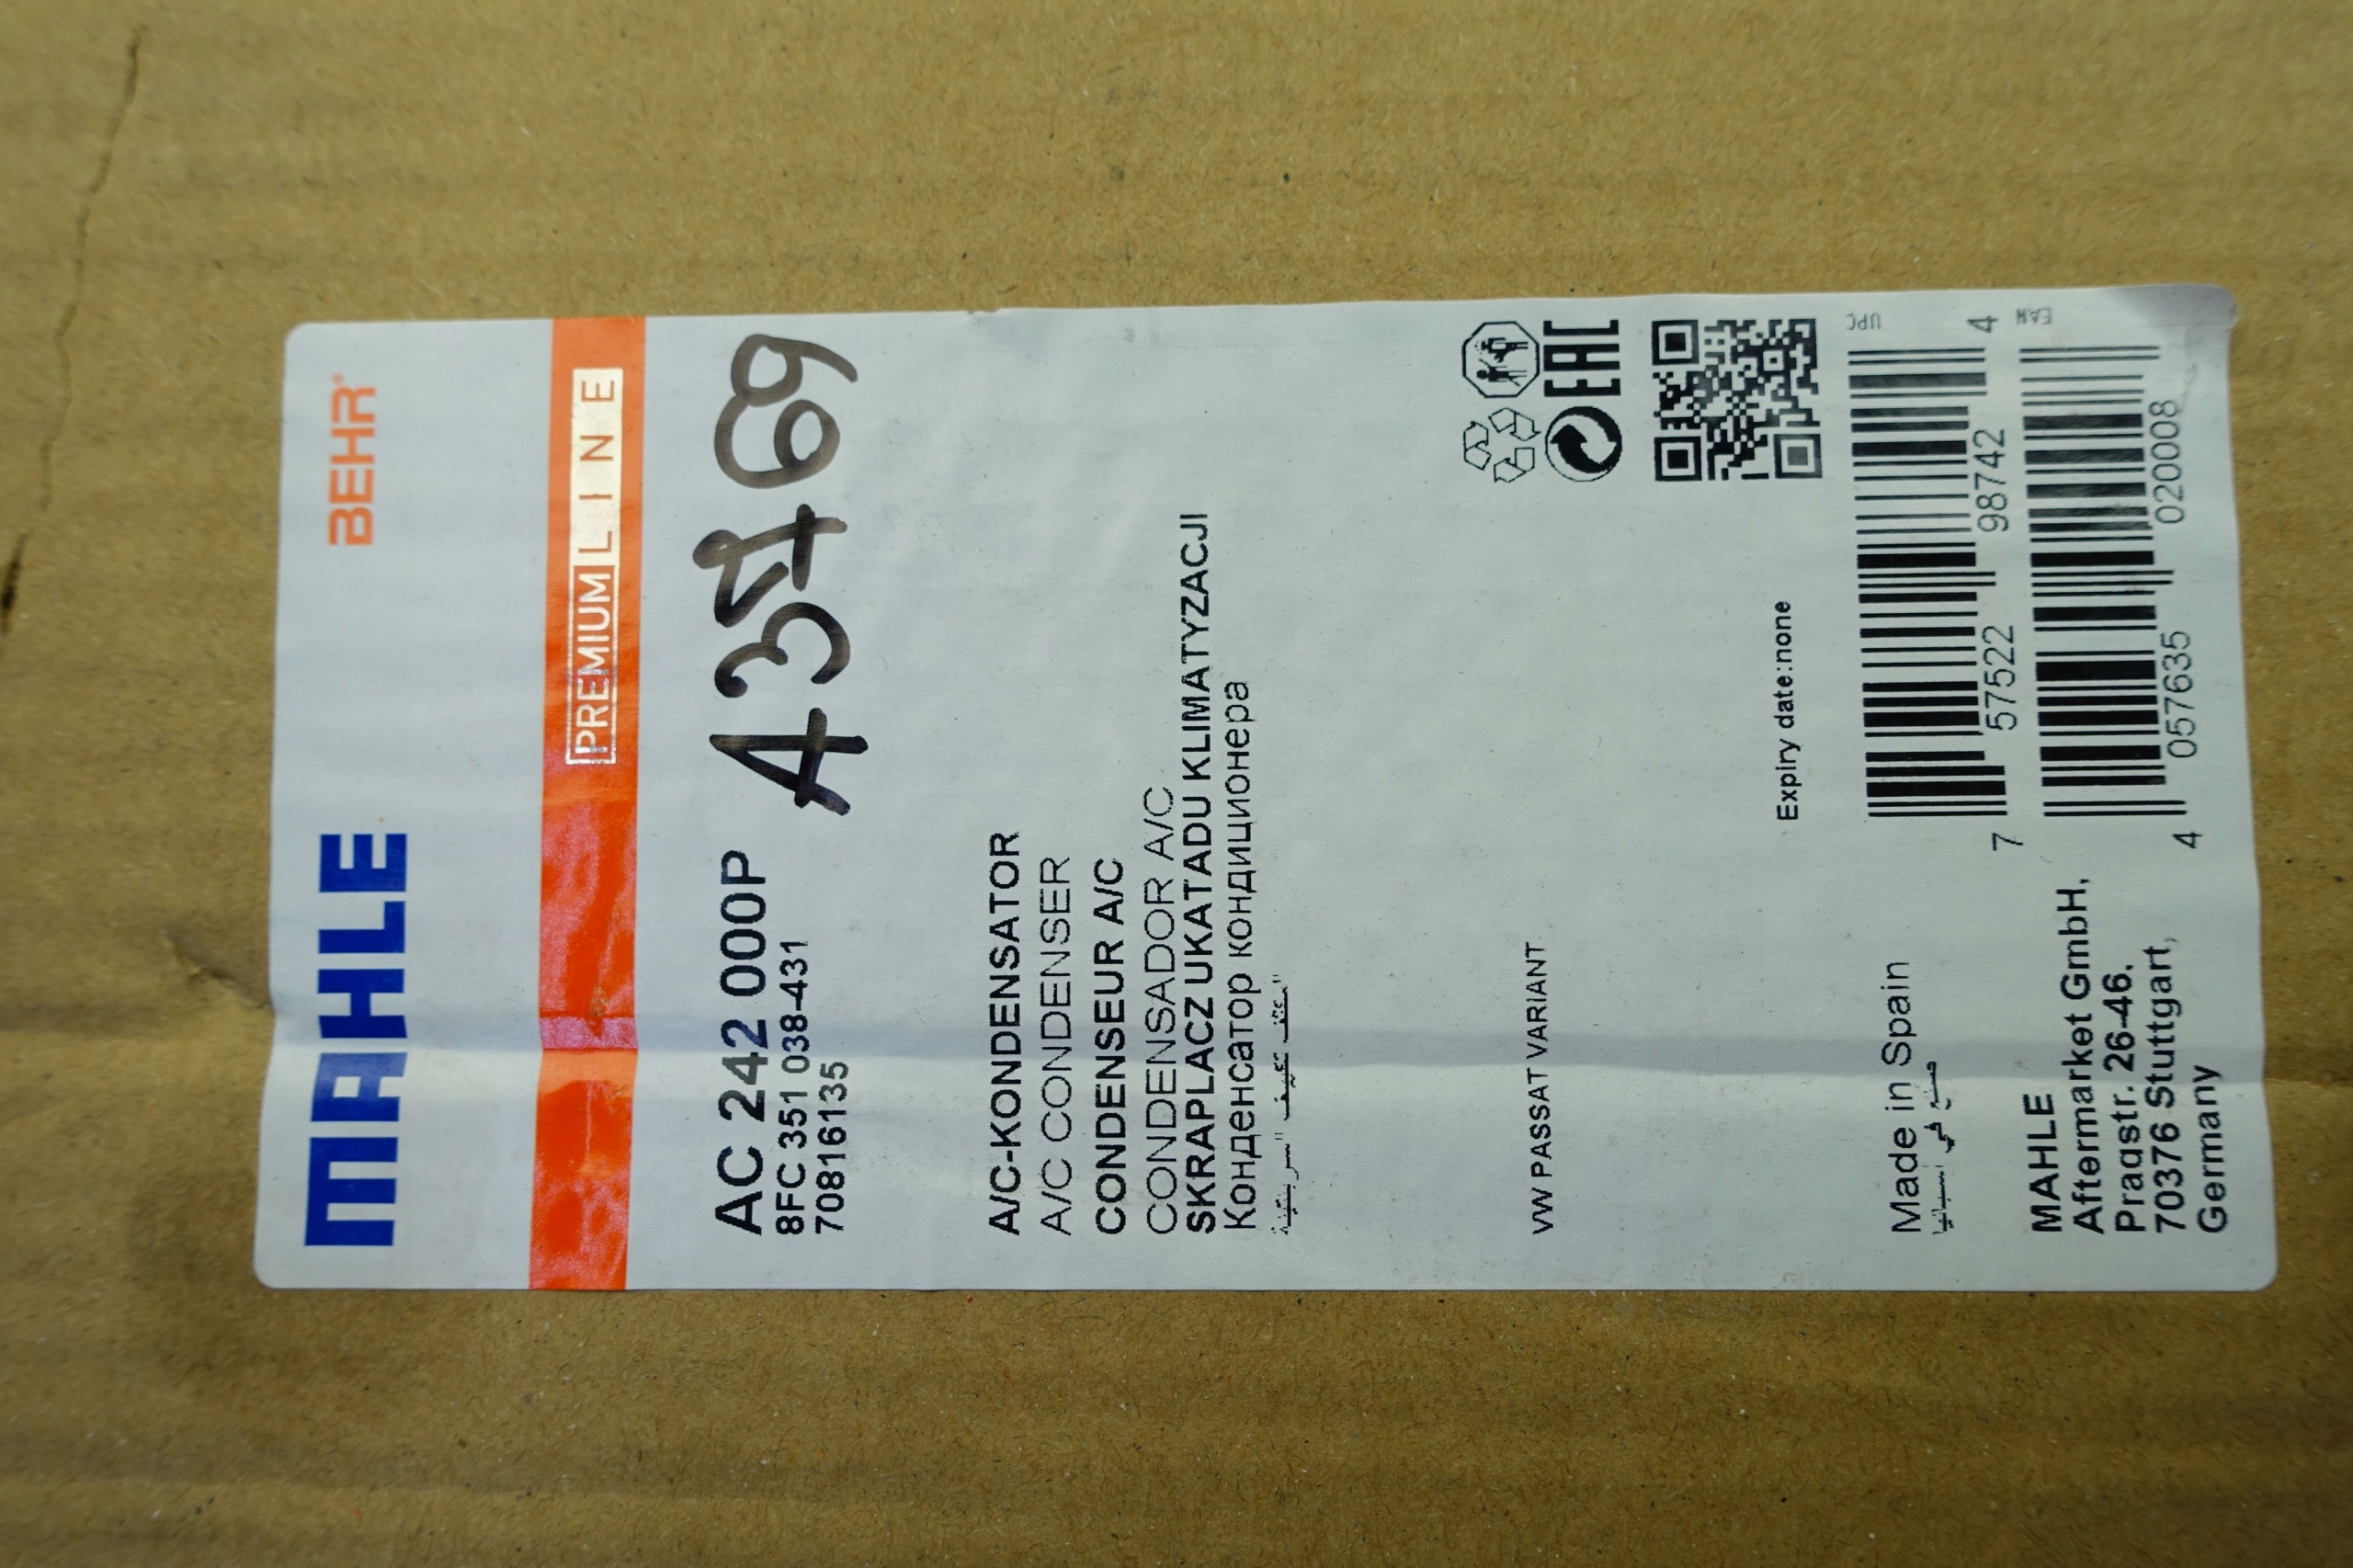 MAHLE
BEHR®
PREMIUM LINE
AC 242 000P
8FC 351 038-431
70816135
A3769
A/C-KONDENSATOR
A/C CONDENSER
CONDENSEUR A/C
CONDENSADOR A/C
SKRAPLACZ UKATADU KLIMATYZACJI
Конденсатор кондиционера
VW PASSAT VARIANT
EAC
Expiry date:none
Made in Spain
صنع في اسبانيا
MAHLE
Aftermarket GmbH,
Pragstr. 26-46.
70376 Stuttgart,
Germany
UPC
7 57522 98742 4
EAN
4 057635 020008